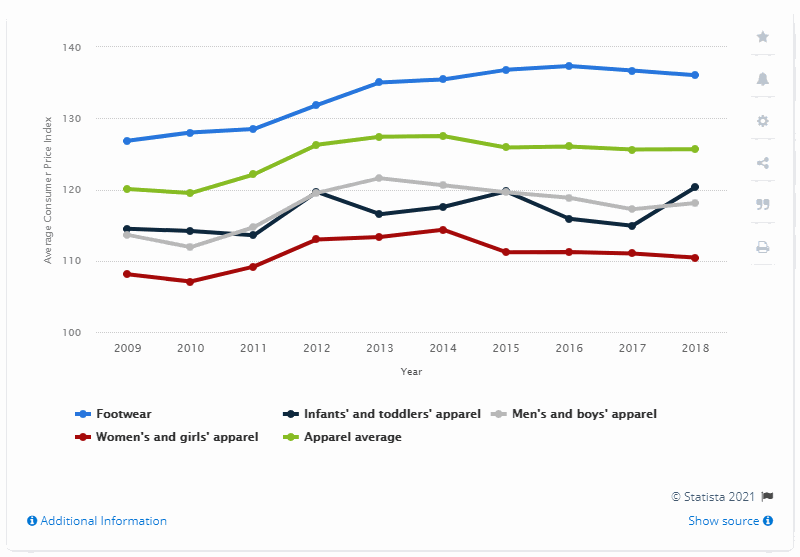 140
130
120
110
100
Average Consumer Price Index
2009 2010 2011 2012 2013 2014 2015 2016 2017 2018
Year
Footwear Infants' and toddlers' apparel Men's and boys' apparel
Women's and girls' apparel Apparel average
© Statista 2021
Additional Information Show source